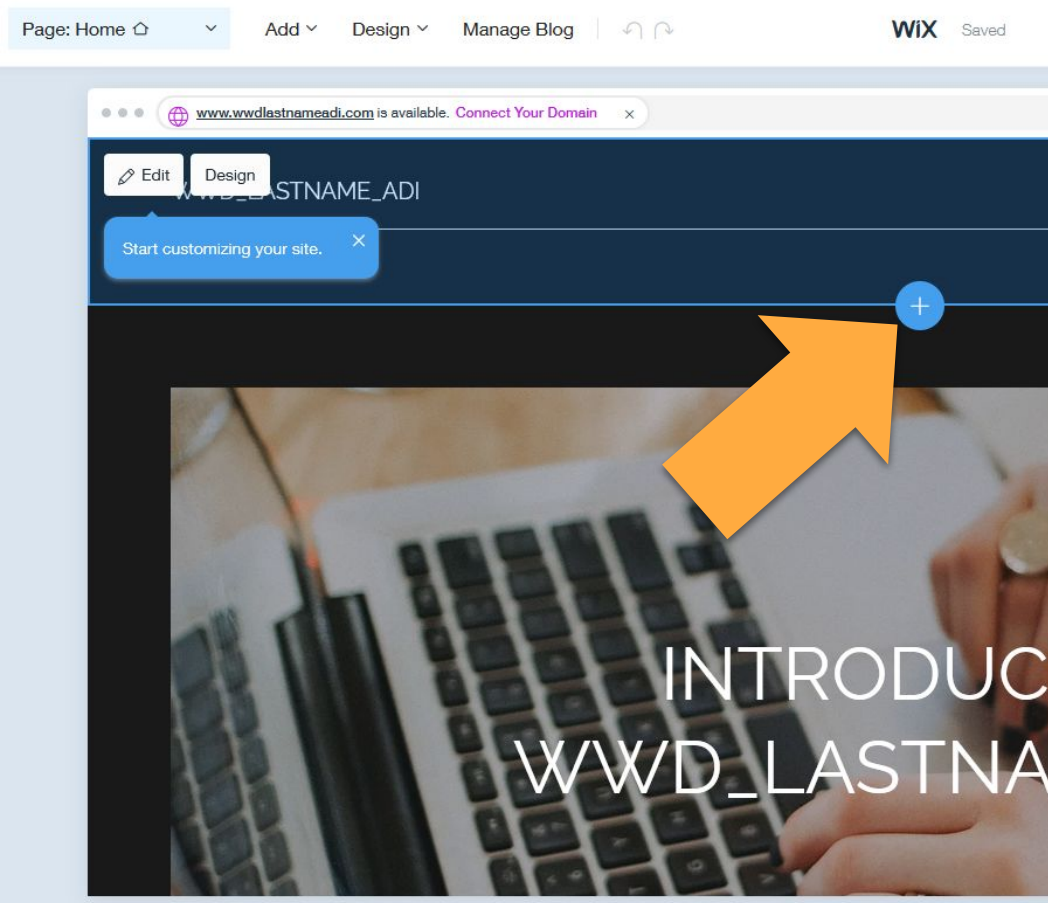 Page: Home Add Design Manage Blog WiX Saved
www.wwdlastnameadi.com is available. Connect Your Domain
Edit Design
WWD_LASTNAME_ADI
Start customizing your site.
INTRODUC
WWD_LASTNA